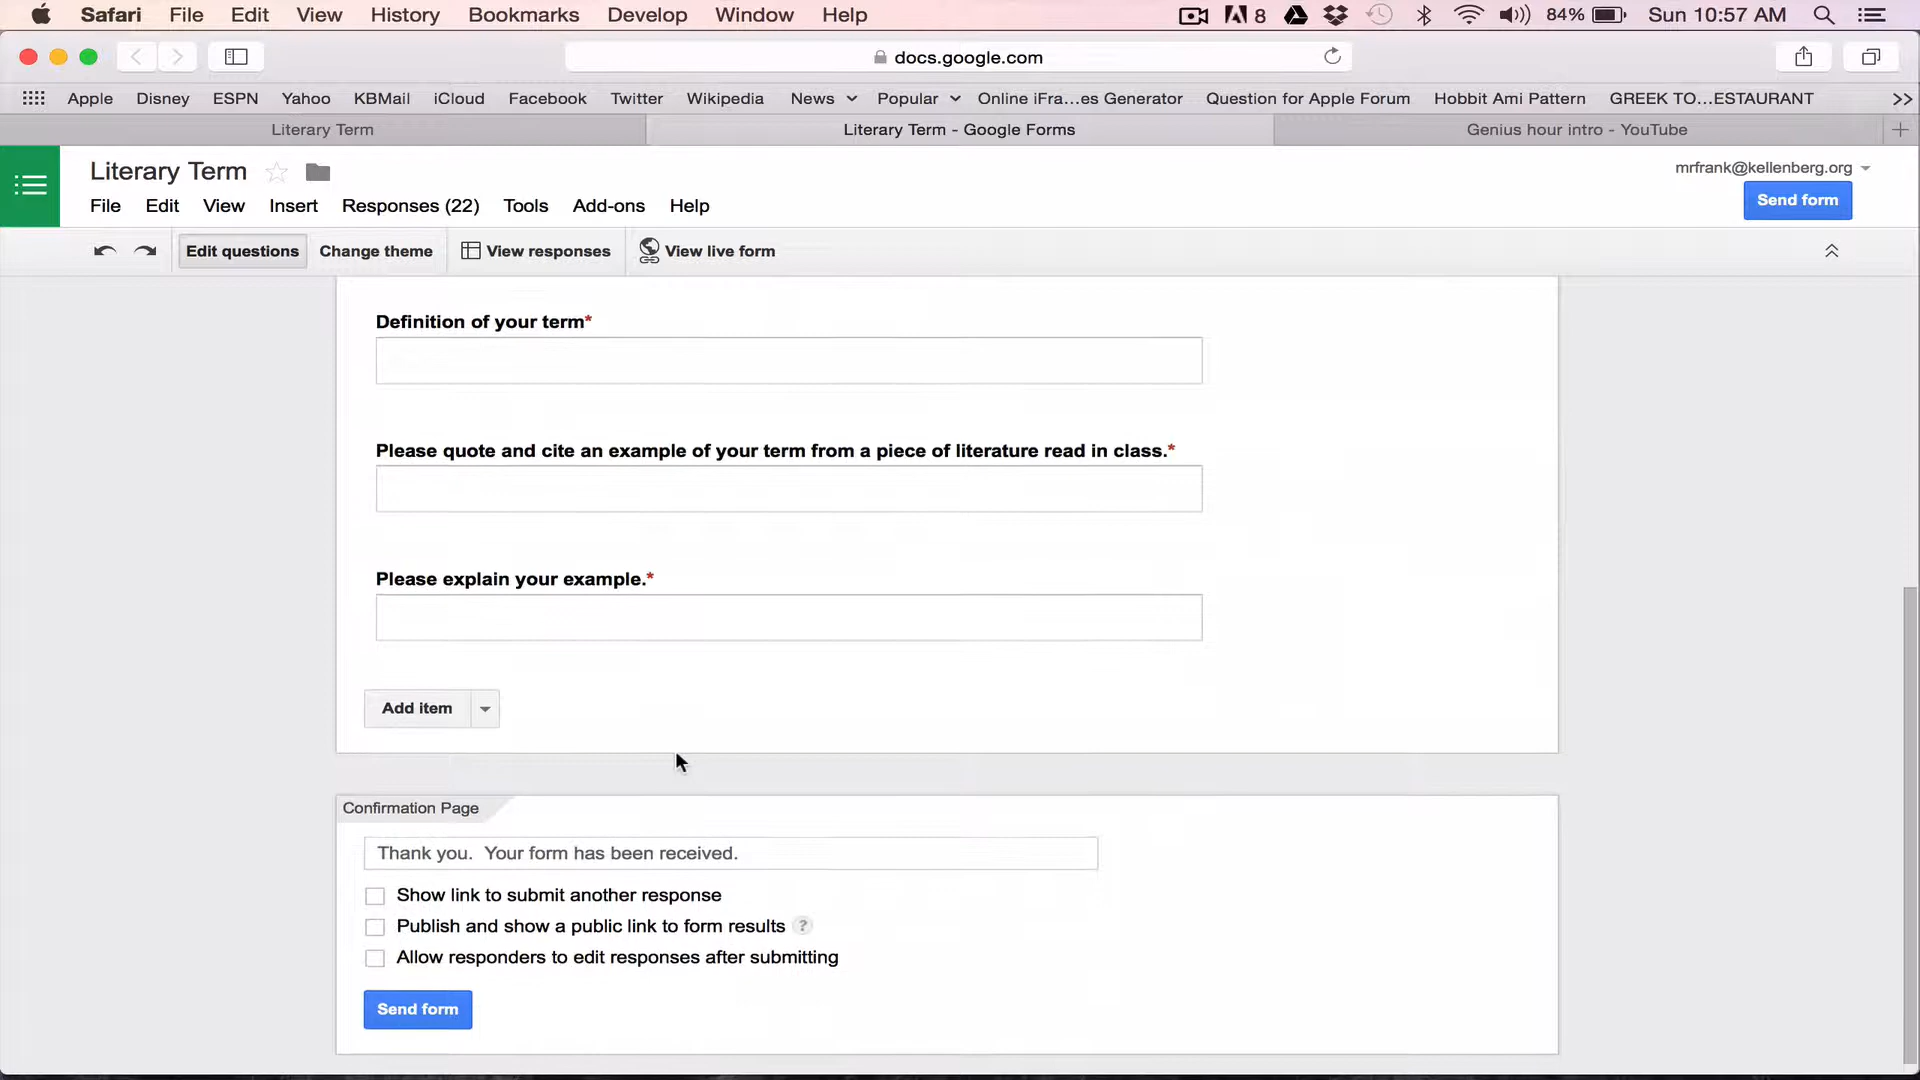 Safari File Edit View History Bookmarks Develop Window Help 8 84% Sun 10:57 AM
docs.google.com
Apple Disney ESPN Yahoo KBMail iCloud Facebook Twitter Wikipedia News Popular Online iFra...es Generator Question for Apple Forum Hobbit Ami Pattern GREEK TO...ESTAURANT >>
Literary Term Literary Term - Google Forms Genius hour intro - YouTube
Literary Term
mrfrank@kellenberg.org
File Edit View Insert Responses (22) Tools Add-ons Help
Send form
Edit questions Change theme View responses View live form
Definition of your term*
Please quote and cite an example of your term from a piece of literature read in class.*
Please explain your example.*
Add item
Confirmation Page
Thank you.  Your form has been received.
Show link to submit another response
Publish and show a public link to form results ?
Allow responders to edit responses after submitting
Send form